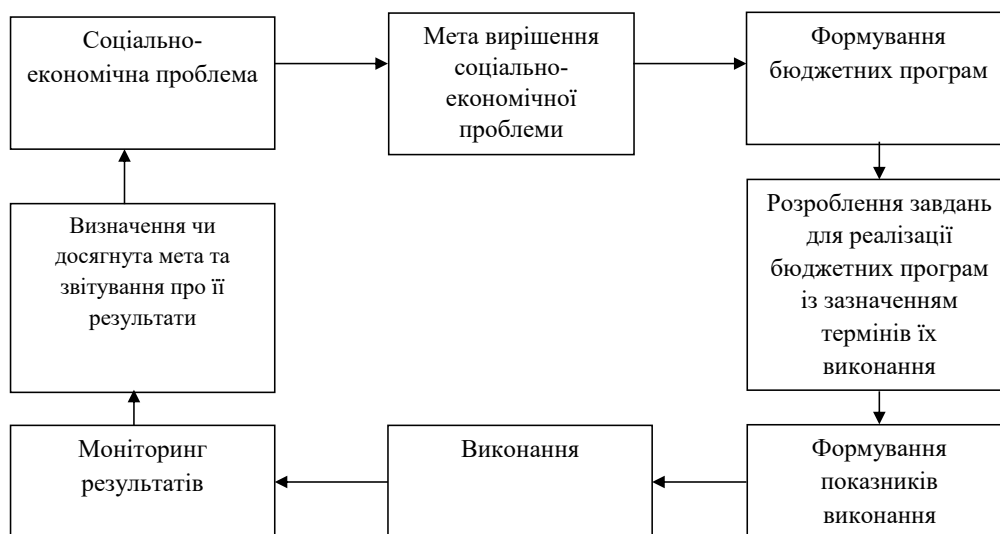 Соціально-
економічна проблема
Мета вирішення
соціально-
економічної
проблеми
Формування
бюджетних програм
Розроблення завдань
для реалізації
бюджетних програм
із зазначенням
термінів їх
виконання
Формування
показників
виконання
Виконання
Моніторинг
результатів
Визначення чи
досягнута мета та
звітування про її
результати